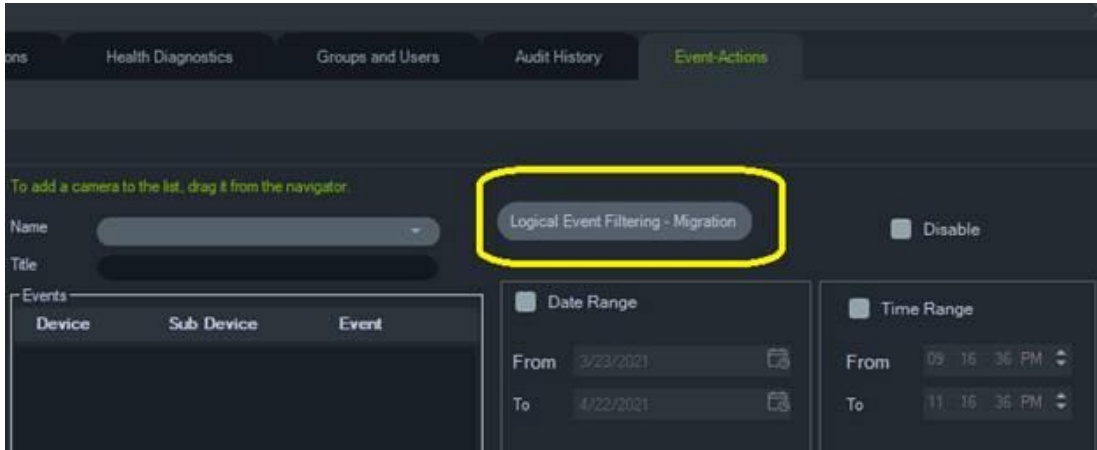 ons Health Diagnostics Groups and Users Audit History Event-Actions
To add a camera to the list, drag it from the navigator.
Name
Logical Event Filtering - Migration
Disable
Title
Events
Device Sub Device Event
Date Range
From 3/23/2021
To 4/22/2021
Time Range
From 09 16 36 PM
To 11 16 36 PM